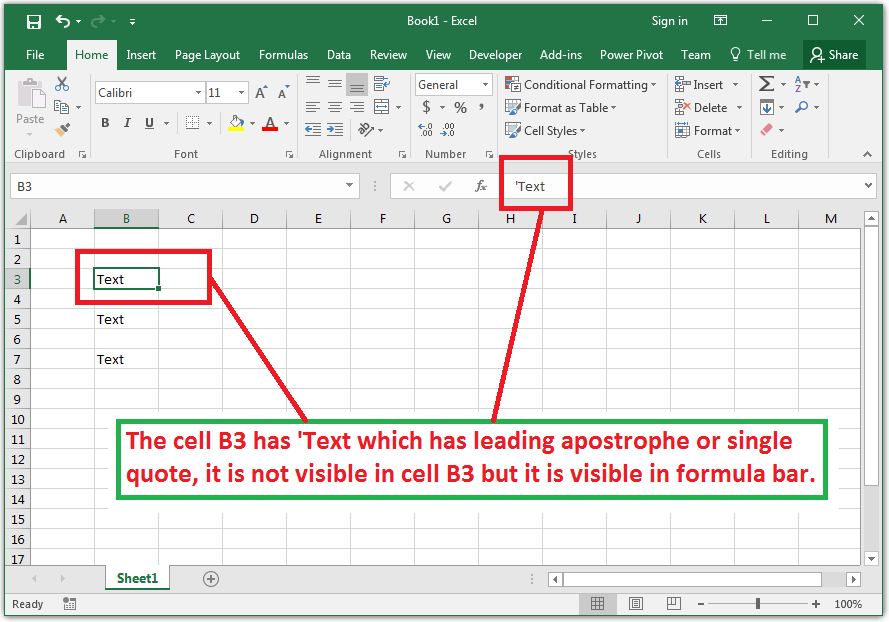 Book1 - Excel
Sign in
File Home Insert Page Layout Formulas Data Review View Developer Add-ins Power Pivot Team Tell me Share
Paste
Calibri 11
B I U A
General
$ % ,
Conditional Formatting
Format as Table
Cell Styles
Insert
Delete
Format
Clipboard Font Alignment Number Styles Cells Editing
B3 fx 'Text
A B C D E F G H I J K L M
1
2
3 Text
4
5 Text
6
7 Text
8
9
10
11
12
13
14
15
16
17
The cell B3 has 'Text which has leading apostrophe or single
quote, it is not visible in cell B3 but it is visible in formula bar.
Sheet1
Ready 100%